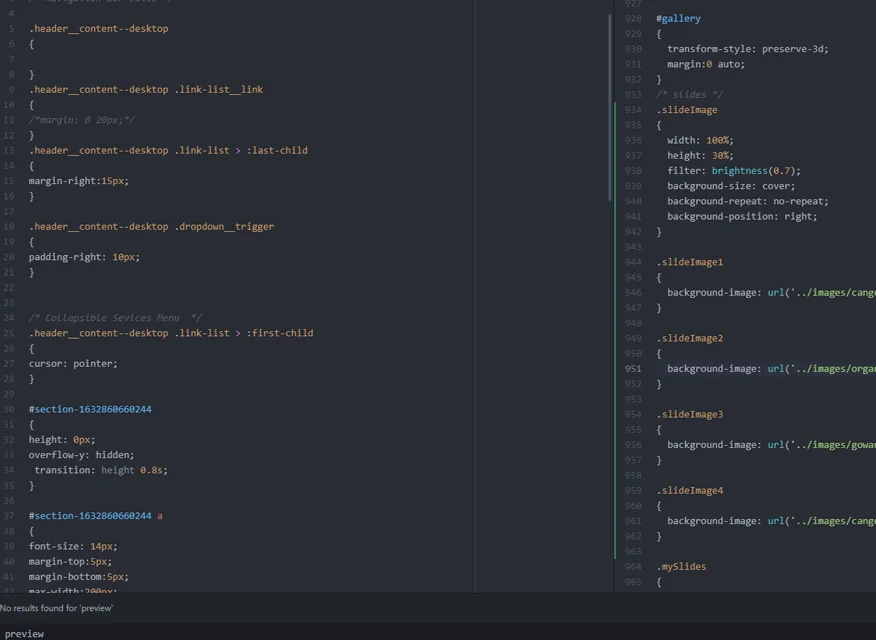 4
5 .header__content--desktop
6 {
7
8 }
9 .header__content--desktop .link-list__link
10 {
11 /*margin: 0 20px;*/
12 }
13 .header__content--desktop .link-list > :last-child
14 {
15 margin-right:15px;
16 }
17
18 .header__content--desktop .dropdown__trigger
19 {
20 padding-right: 10px;
21 }
22
23
24 /* Collapsible Sevices Menu  */
25 .header__content--desktop .link-list > :first-child
26 {
27 cursor: pointer;
28 }
29
30 #section-1632860660244
31 {
32 height: 0px;
33 overflow-y: hidden;
34  transition: height 0.8s;
35 }
36
37 #section-1632860660244 a
38 {
39 font-size: 14px;
40 margin-top:5px;
41 margin-bottom:5px;
42 max-width:200px;
927
928 #gallery
929 {
930   transform-style: preserve-3d;
931   margin:0 auto;
932 }
933 /* slides */
934 .slideImage
935 {
936   width: 100%;
937   height: 30%;
938   filter: brightness(0.7);
939   background-size: cover;
940   background-repeat: no-repeat;
941   background-position: right;
942 }
943
944 .slideImage1
945 {
946   background-image: url('../images/cang
947 }
948
949 .slideImage2
950 {
951   background-image: url('../images/orga
952 }
953
954 .slideImage3
955 {
956   background-image: url('../images/gowa
957 }
958
959 .slideImage4
960 {
961   background-image: url('../images/cang
962 }
963
964 .mySlides
965 {
No results found for 'preview'
preview